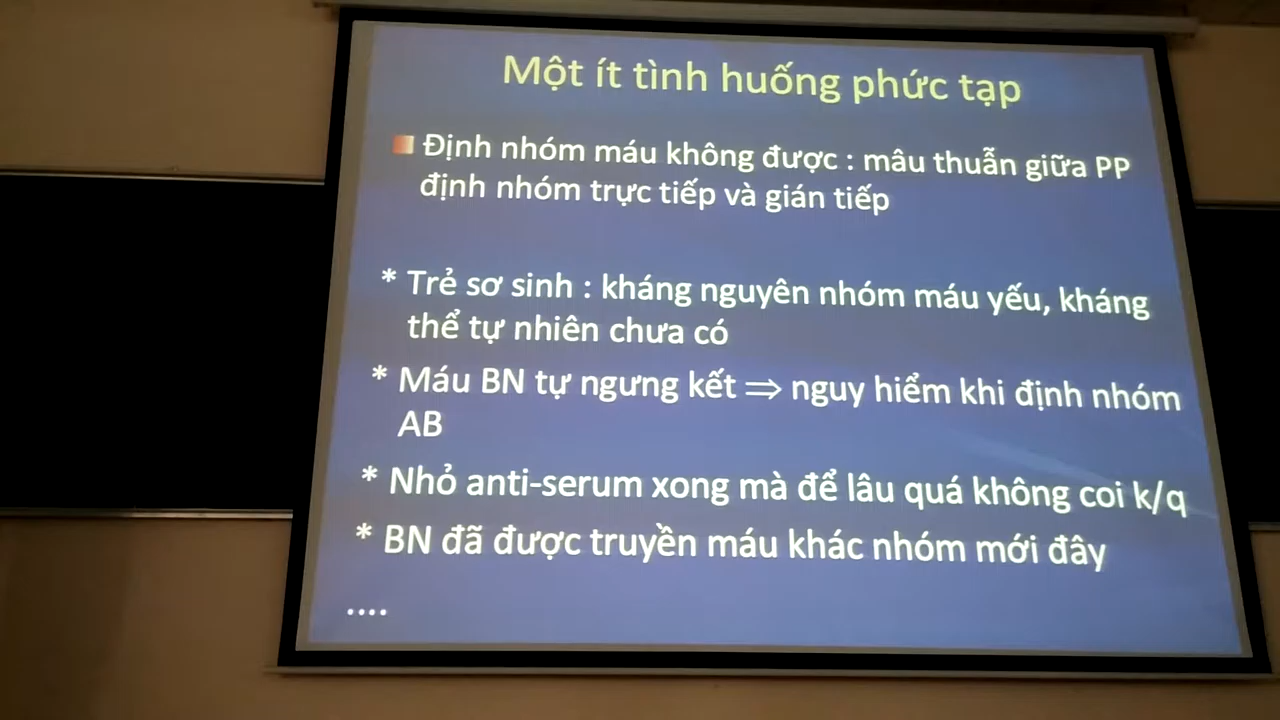 Một ít tình huống phức tạp
Định nhóm máu không được : mâu thuẫn giữa PP
định nhóm trực tiếp và gián tiếp
* Trẻ sơ sinh : kháng nguyên nhóm máu yếu, kháng
thể tự nhiên chưa có
* Máu BN tự ngưng kết ⇒ nguy hiểm khi định nhóm
AB
* Nhỏ anti-serum xong mà để lâu quá không coi k/q
* BN đã được truyền máu khác nhóm mới đây
....